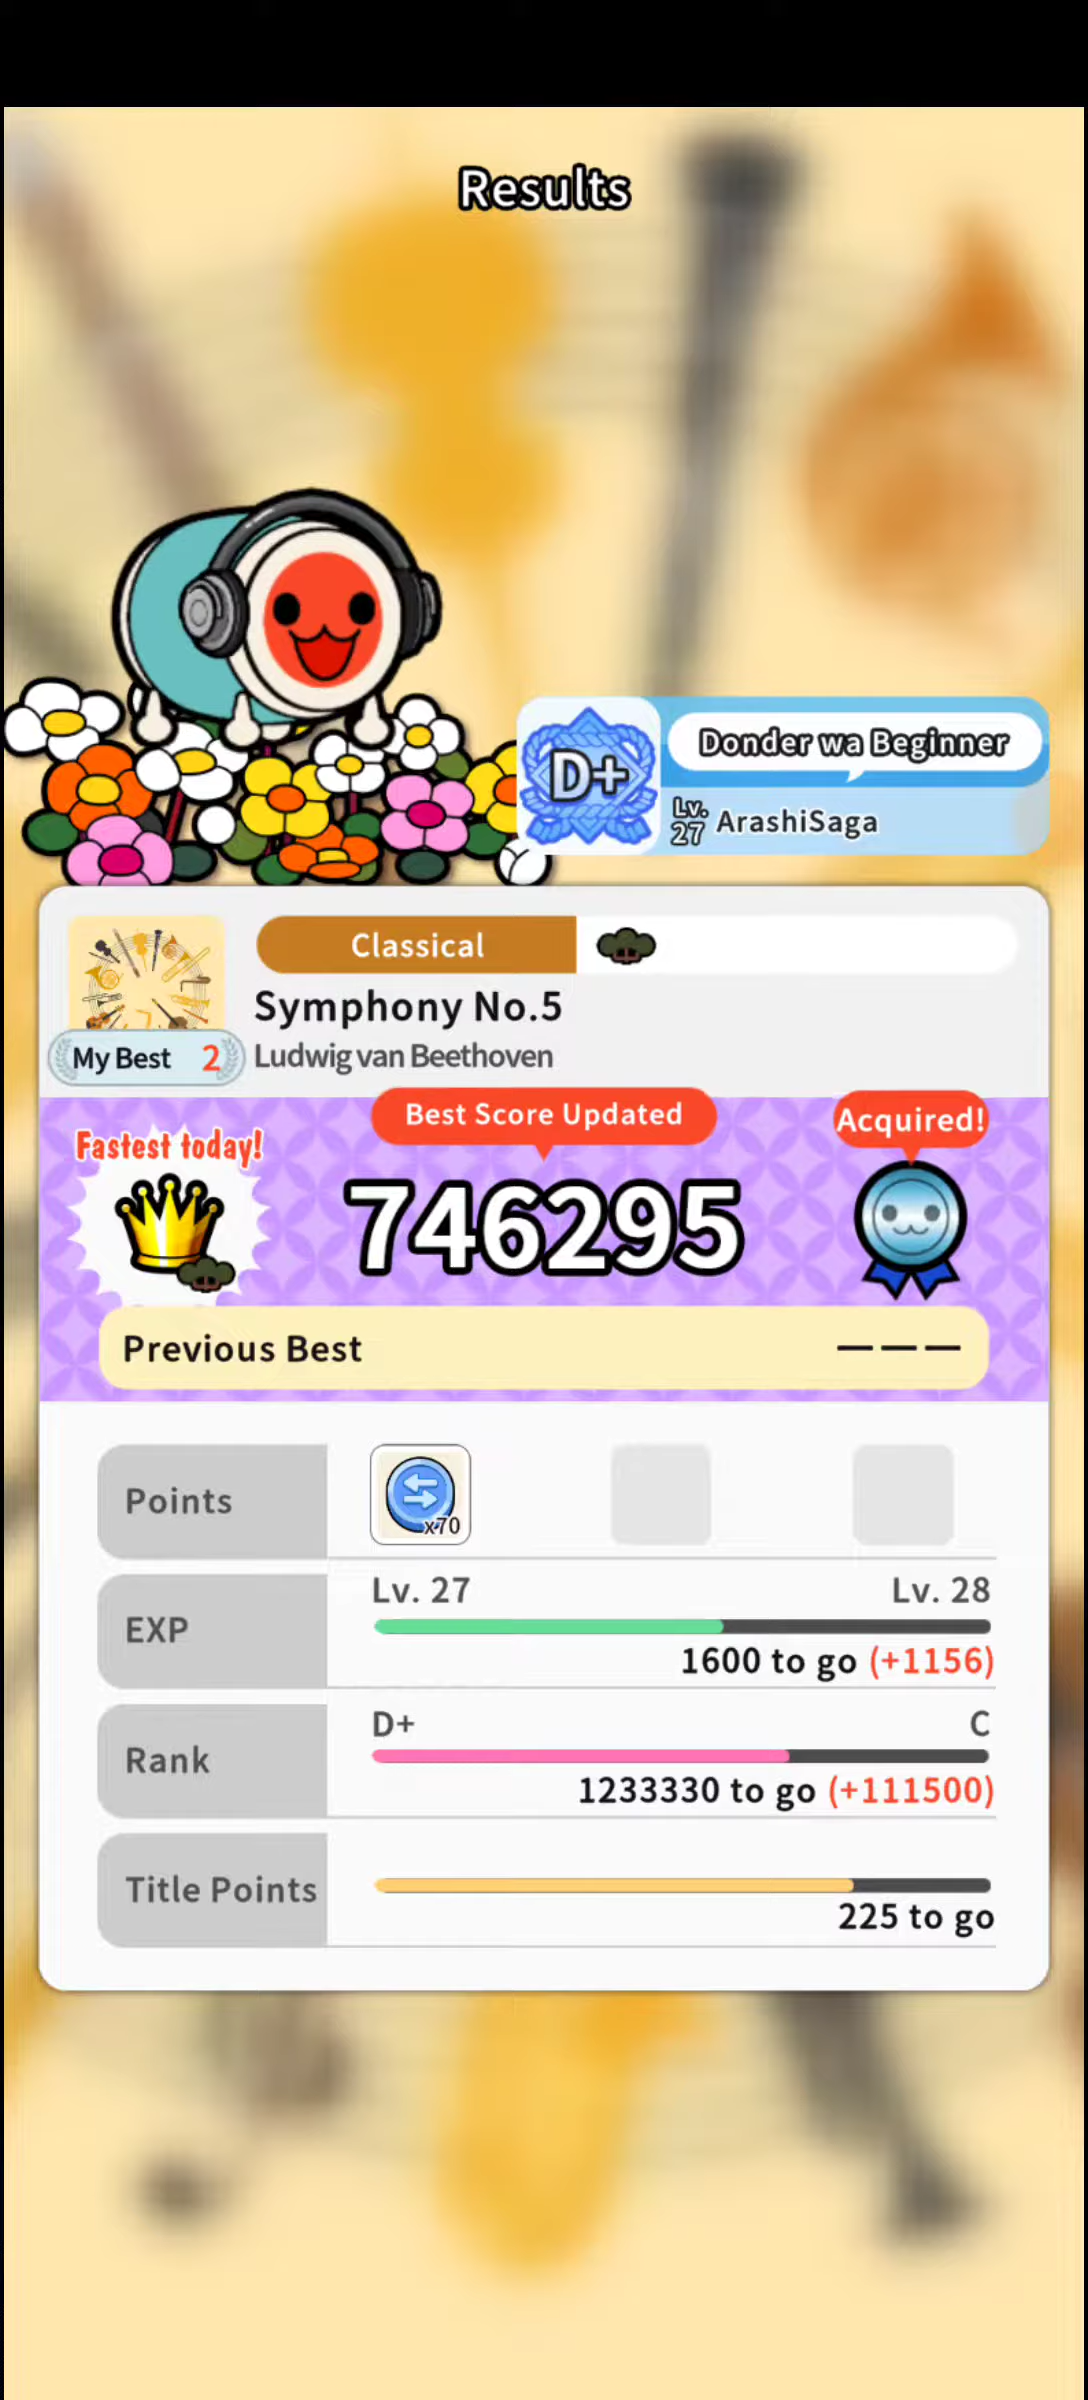 Results
Donder wa Beginner
D+
Lv. 27 ArashiSaga
Classical
Symphony No.5
My Best 2
Ludwig van Beethoven
Best Score Updated
Acquired!
Fastest today!
746295
Previous Best ———
Points
x70
Lv. 27 Lv. 28
EXP
1600 to go (+1156)
D+ C
Rank
1233330 to go (+111500)
Title Points
225 to go